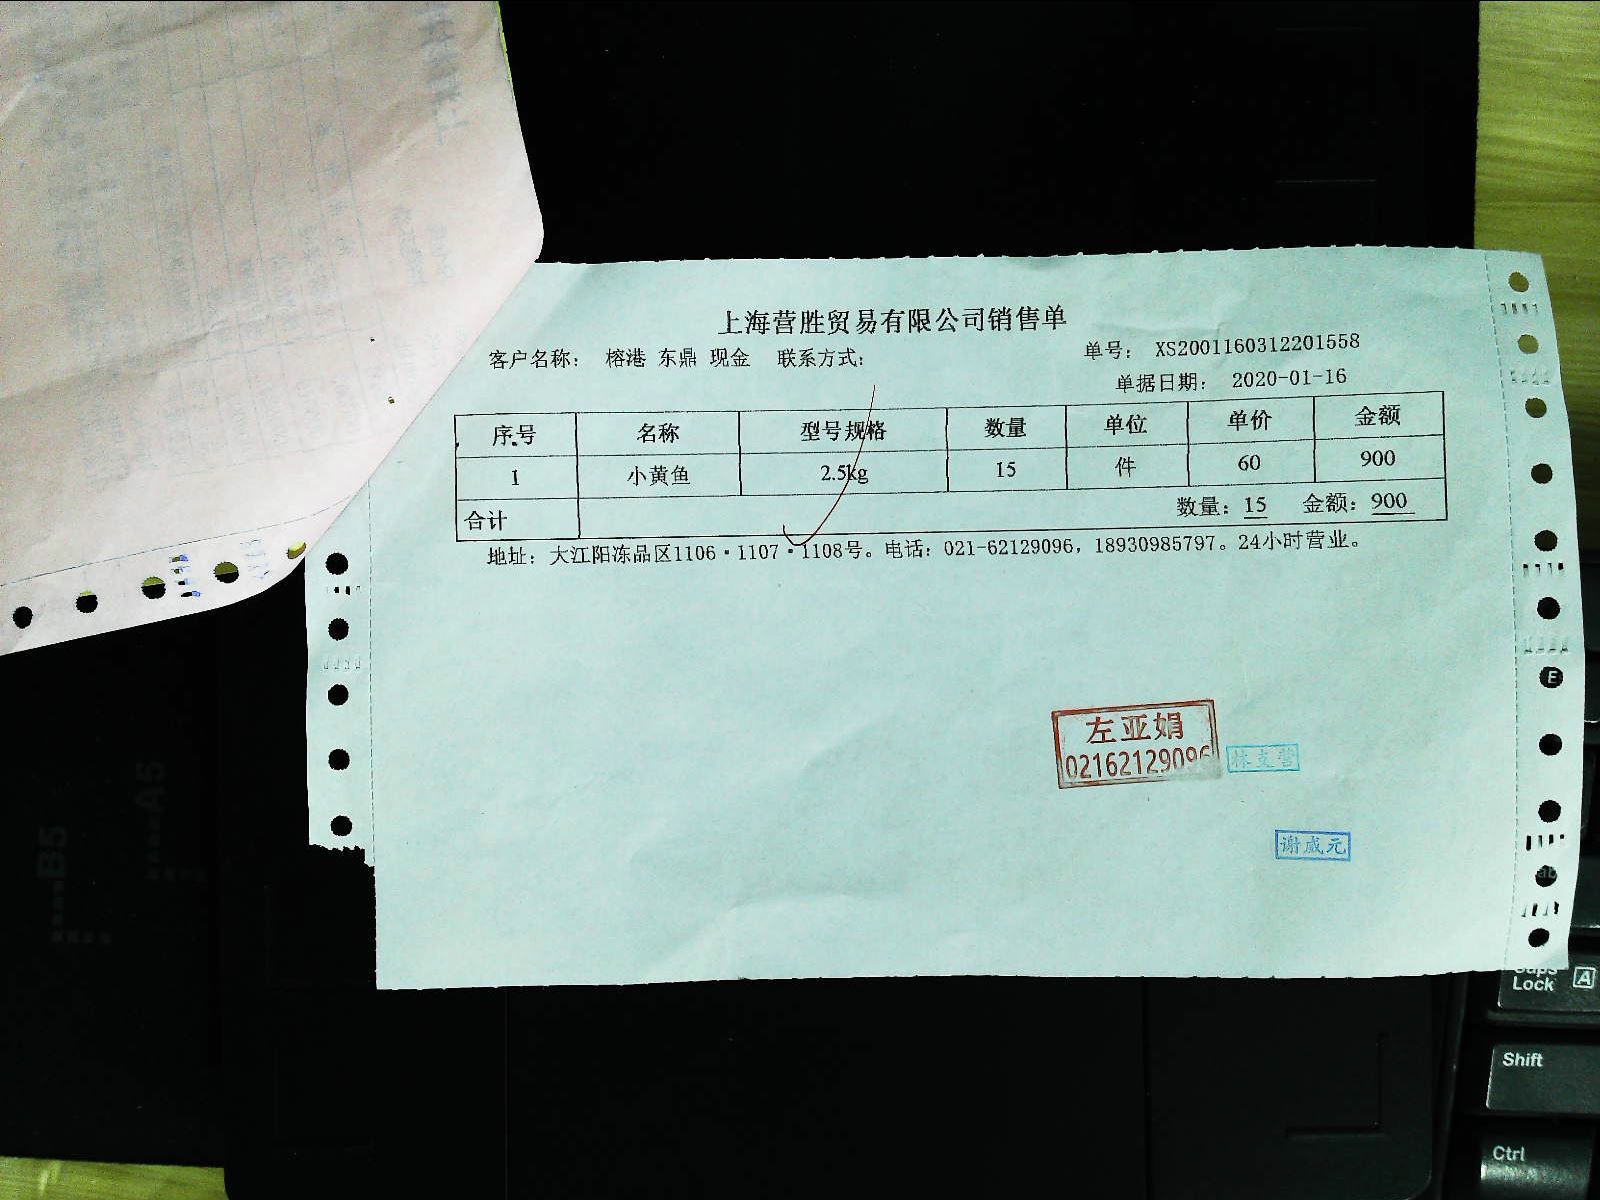 上海营胜贸易有限公司销售单
客户名称： 榕港 东鼎 现金 联系方式： 单号： XS2001160312201558
单据日期： 2020-01-16
序号 名称 型号规格 数量 单位 单价 金额
1 小黄鱼 2.5kg 15 件 60 900
合计 数量：15 金额：900
地址：大江阳冻品区1106·1107·1108号。电话：021-62129096，18930985797。24小时营业。
左亚娟
02162129096
谢咸元
B5
A5
E
Caps
Lock A
Shift
Ctrl